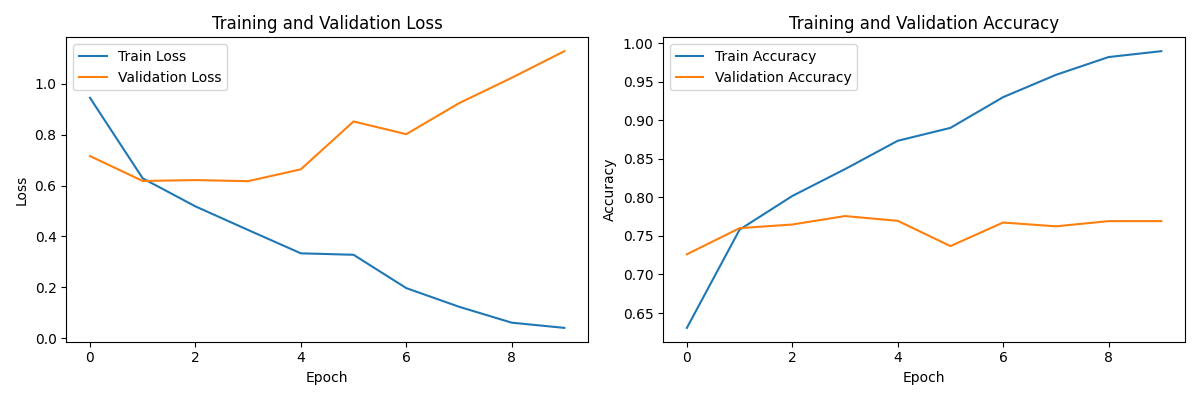 Training and Validation Loss
Train Loss
Validation Loss
1.0
0.8
0.6
0.4
0.2
0.0
Loss
0
2
4
6
8
Epoch
Training and Validation Accuracy
Train Accuracy
Validation Accuracy
1.00
0.95
0.90
0.85
0.80
0.75
0.70
0.65
Accuracy
0
2
4
6
8
Epoch